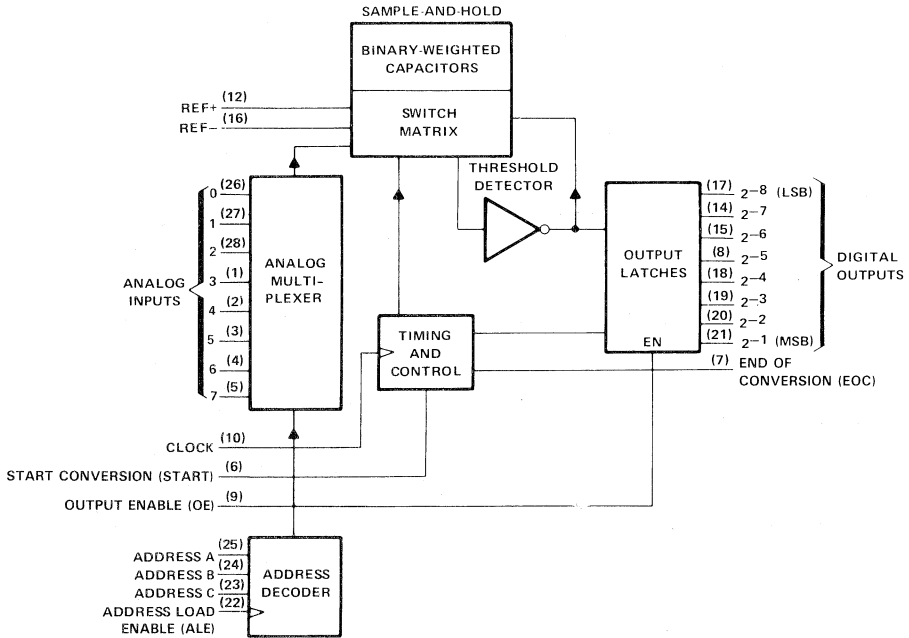 SAMPLE-AND-HOLD
BINARY-WEIGHTED
CAPACITORS
SWITCH
MATRIX
REF+ (12)
REF− (16)
THRESHOLD
DETECTOR
ANALOG
INPUTS
0 (26)
1 (27)
2 (28)
3 (1)
4 (2)
5 (3)
6 (4)
7 (5)
ANALOG
MULTI-
PLEXER
TIMING
AND
CONTROL
OUTPUT
LATCHES
EN
(17) 2−8 (LSB)
(14) 2−7
(15) 2−6
(8) 2−5
(18) 2−4
(19) 2−3
(20) 2−2
(21) 2−1 (MSB)
DIGITAL
OUTPUTS
(7) END OF
CONVERSION (EOC)
CLOCK (10)
START CONVERSION (START) (6)
OUTPUT ENABLE (OE) (9)
ADDRESS A (25)
ADDRESS B (24)
ADDRESS C (23)
ADDRESS LOAD (22)
ENABLE (ALE)
ADDRESS
DECODER